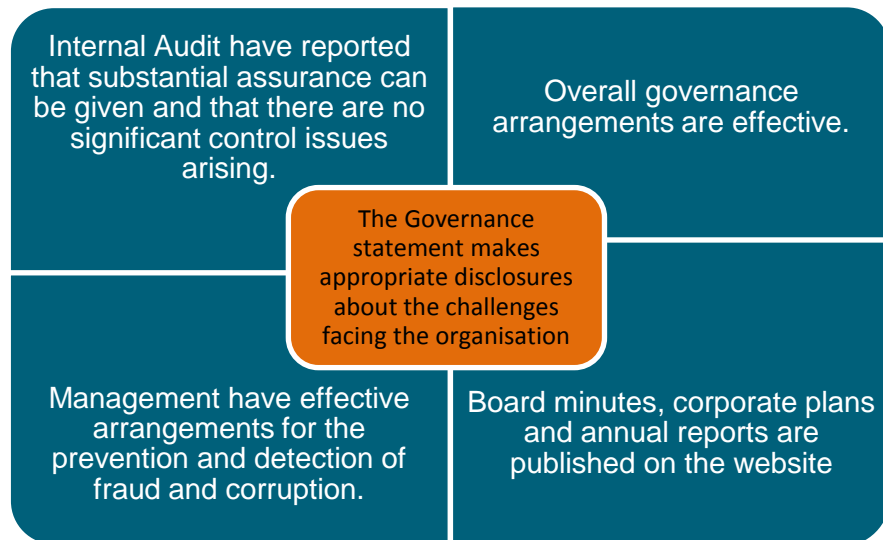 Internal Audit have reported
that substantial assurance can
be given and that there are no
significant control issues
arising.
Overall governance
arrangements are effective.
The Governance
statement makes
appropriate disclosures
about the challenges
facing the organisation
Management have effective
arrangements for the
prevention and detection of
fraud and corruption.
Board minutes, corporate plans
and annual reports are
published on the website